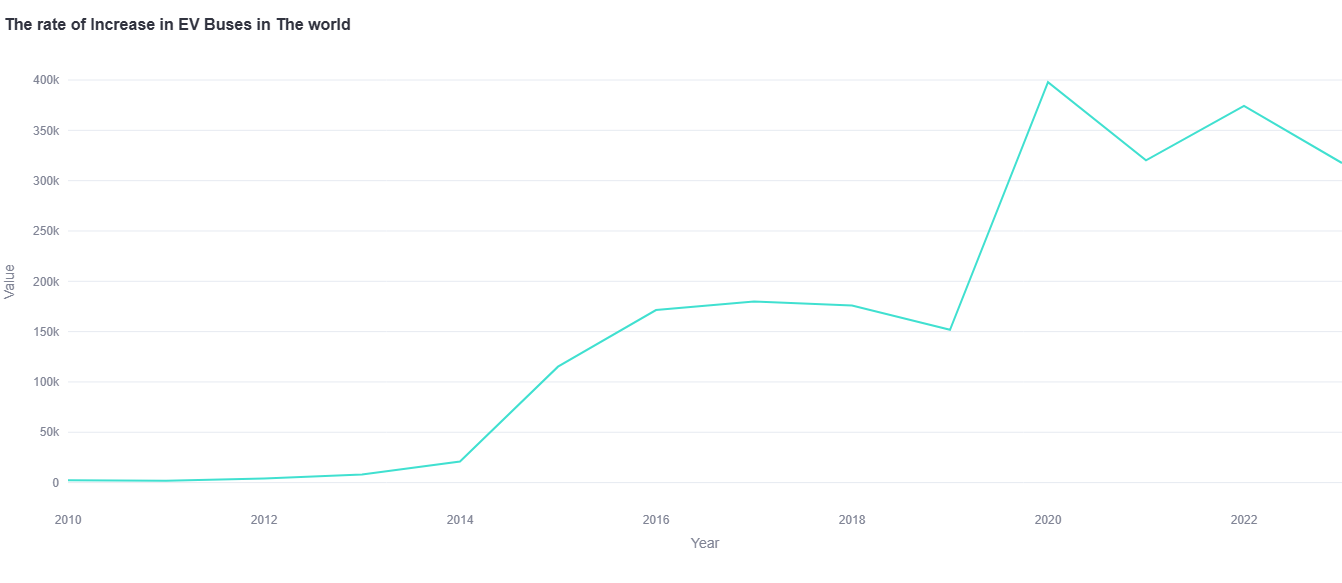 The rate of Increase in EV Buses in The world
400k
350k
300k
250k
200k
150k
100k
50k
0
Value
2010 2012 2014 2016 2018 2020 2022
Year